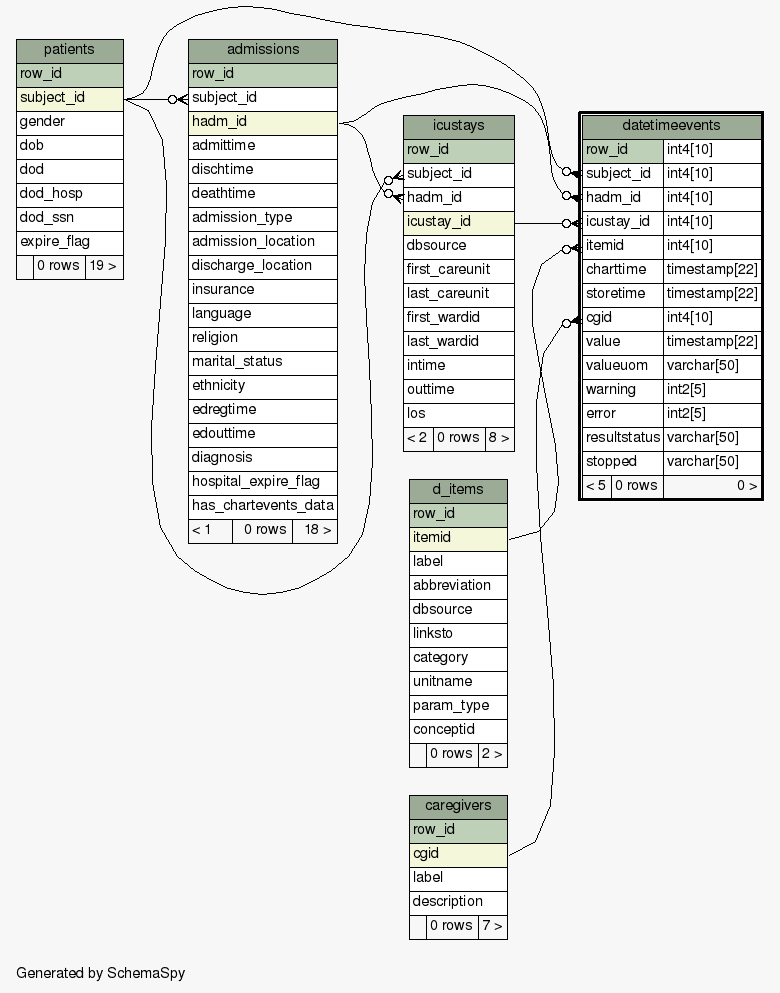 patients
row_id
subject_id
gender
dob
dod
dod_hosp
dod_ssn
expire_flag
0 rows 19 >
admissions
row_id
subject_id
hadm_id
admittime
dischtime
deathtime
admission_type
admission_location
discharge_location
insurance
language
religion
marital_status
ethnicity
edregtime
edouttime
diagnosis
hospital_expire_flag
has_chartevents_data
< 1 0 rows 18 >
icustays
row_id
subject_id
hadm_id
icustay_id
dbsource
first_careunit
last_careunit
first_wardid
last_wardid
intime
outtime
los
< 2 0 rows 8 >
datetimeevents
row_id int4[10]
subject_id int4[10]
hadm_id int4[10]
icustay_id int4[10]
itemid int4[10]
charttime timestamp[22]
storetime timestamp[22]
cgid int4[10]
value timestamp[22]
valueuom varchar[50]
warning int2[5]
error int2[5]
resultstatus varchar[50]
stopped varchar[50]
< 5 0 rows 0 >
d_items
row_id
itemid
label
abbreviation
dbsource
linksto
category
unitname
param_type
conceptid
0 rows 2 >
caregivers
row_id
cgid
label
description
0 rows 7 >
Generated by SchemaSpy